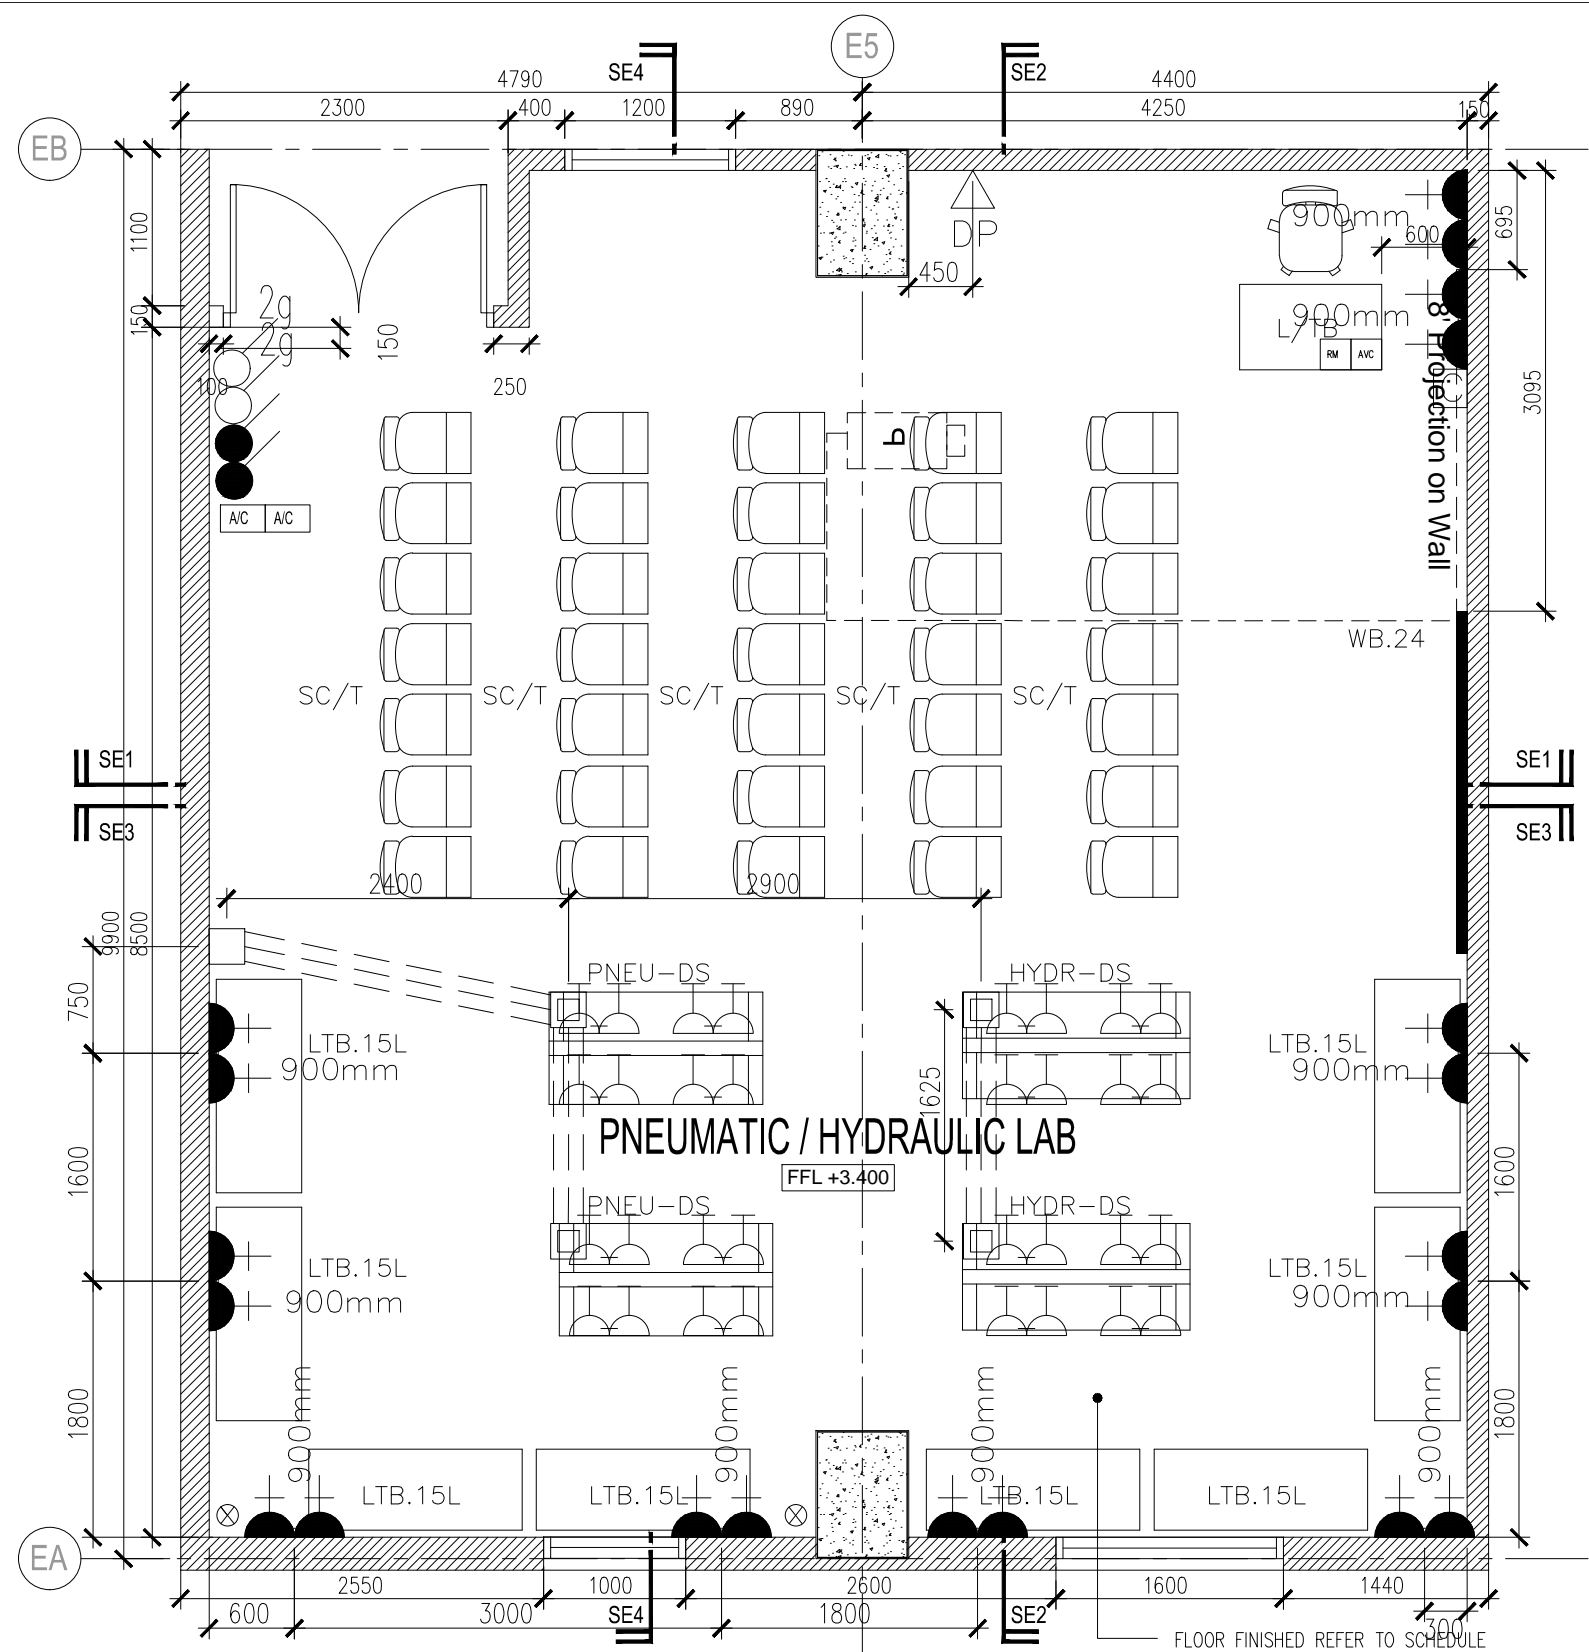 E5
SE4
SE2
4790
4400
2300
400
1200
890
4250
150
EB
1100
900mm
600
695
DP
450
150
2g
2g
150
900mm
L/TB
RM
AVC
8' Projection on Wall
3095
100
250
A/C
A/C
WB.24
SC/T
SC/T
SC/T
SC/T
SC/T
SE1
SE1
SE3
SE3
2400
2900
9900
8500
750
PNEU-DS
HYDR-DS
LTB.15L
900mm
LTB.15L
900mm
1625
PNEUMATIC / HYDRAULIC LAB
FFL +3.400
1600
1600
PNEU-DS
HYDR-DS
LTB.15L
900mm
LTB.15L
900mm
1800
1800
900mm
900mm
900mm
900mm
LTB.15L
LTB.15L
LTB.15L
LTB.15L
EA
2550
1000
2600
1600
1440
600
3000
SE4
1800
SE2
300
FLOOR FINISHED REFER TO SCHEDULE